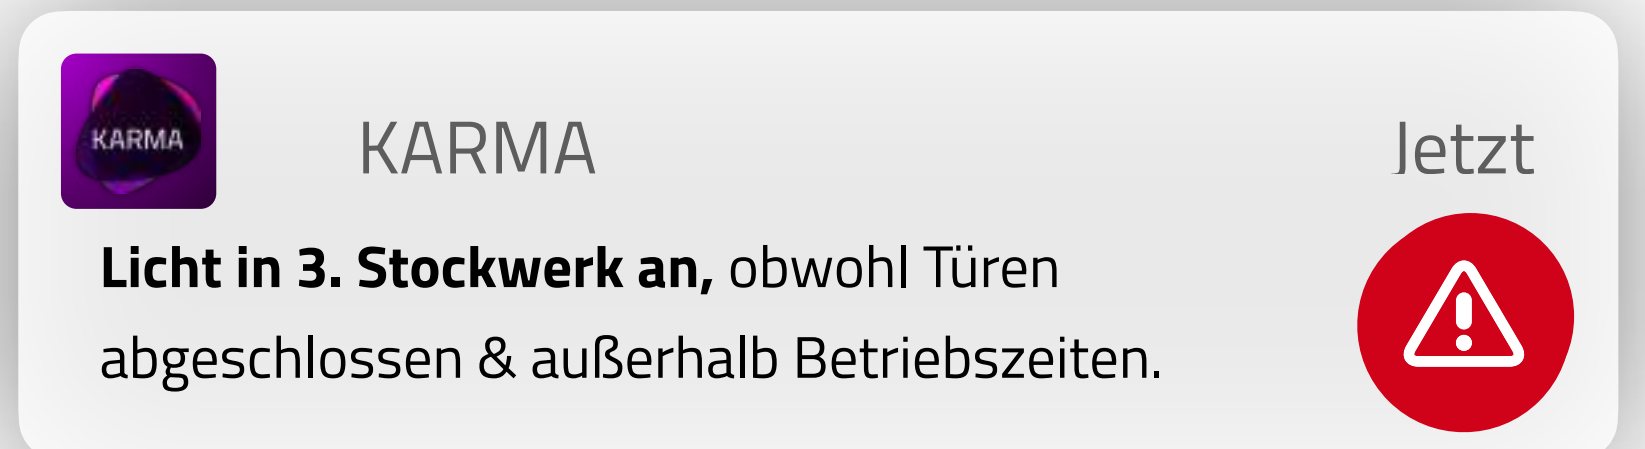 KARMA
KARMA
Jetzt
Licht in 3. Stockwerk an, obwohl Türen
abgeschlossen & außerhalb Betriebszeiten.